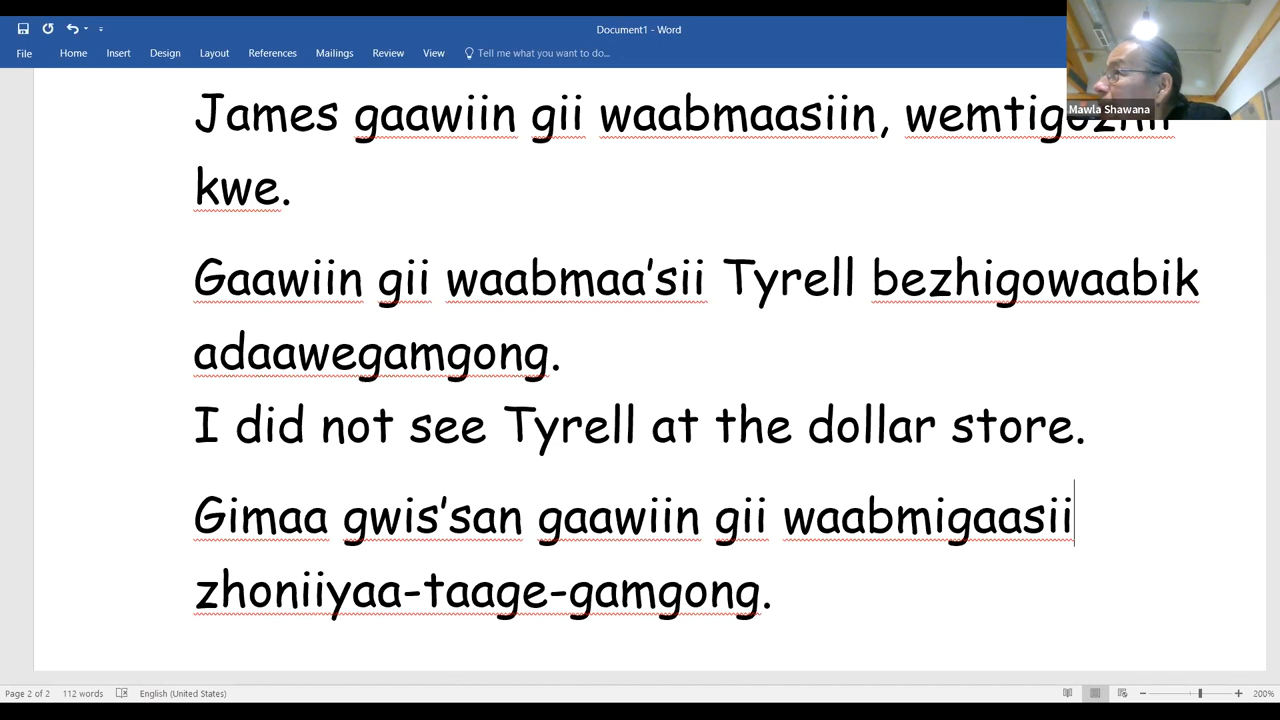 Document1 - Word
File Home Insert Design Layout References Mailings Review View Tell me what you want to do...
Mawla Shawana
James gaawiin gii waabmaasiin,
kwe.
Gaawiin gii waabmaa’sii Tyrell bezhigowaabik
adaawegamgong.
I did not see Tyrell at the dollar store.
Gimaa gwis’san gaawiin gii waabmigaasii
zhoniiyaa-taage-gamgong.
Page 2 of 2 112 words English (United States) 200%